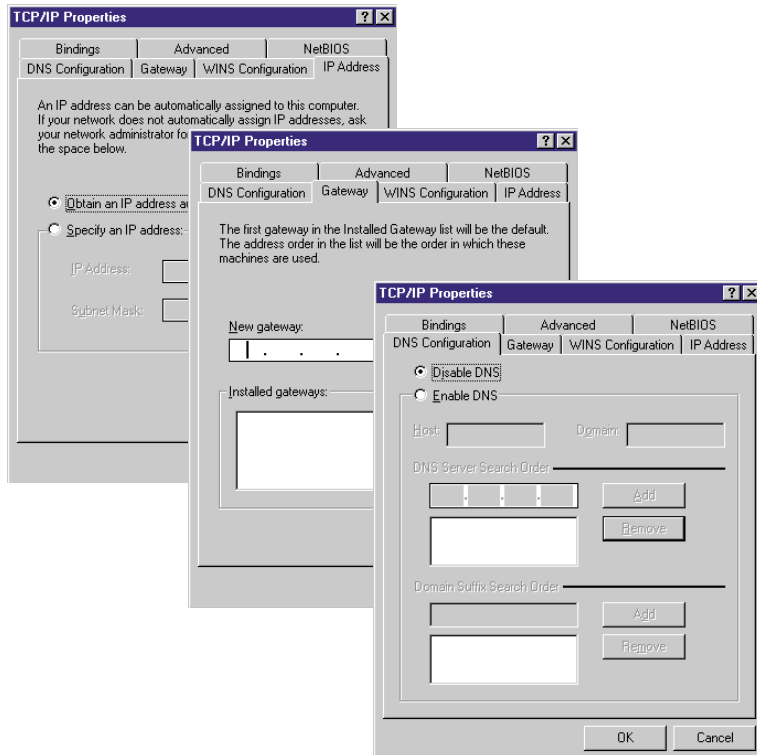 TCP/IP Properties
Bindings Advanced NetBIOS
DNS Configuration Gateway WINS Configuration IP Address
An IP address can be automatically assigned to this computer.
If your network does not automatically assign IP addresses, ask
your network administrator for
the space below.
Obtain an IP address
Specify an IP address:
IP Address:
Subnet Mask:
TCP/IP Properties
Bindings Advanced NetBIOS
DNS Configuration Gateway WINS Configuration IP Address
The first gateway in the Installed Gateway list will be the default.
The address order in the list will be the order in which these
machines are used.
New gateway:
. . .
Installed gateways:
TCP/IP Properties
Bindings Advanced NetBIOS
DNS Configuration Gateway WINS Configuration IP Address
Disable DNS
Enable DNS
Host: Domain:
DNS Server Search Order
. . . Add
Remove
Domain Suffix Search Order
Add
Remove
OK Cancel